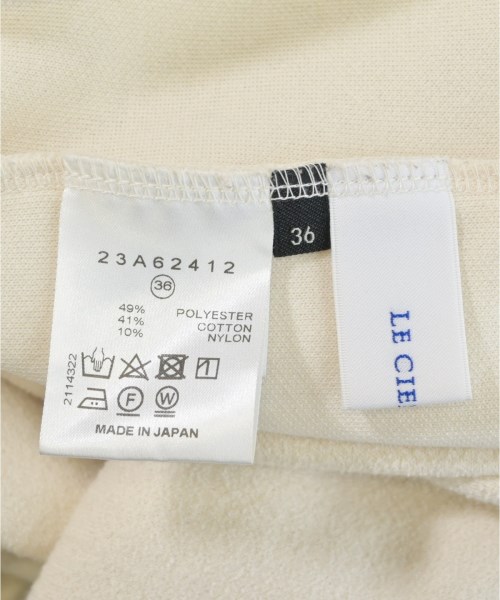 23A62412
36
49% POLYESTER
41% COTTON
10% NYLON
2114322
F
W
MADE IN JAPAN
36
LE CIE